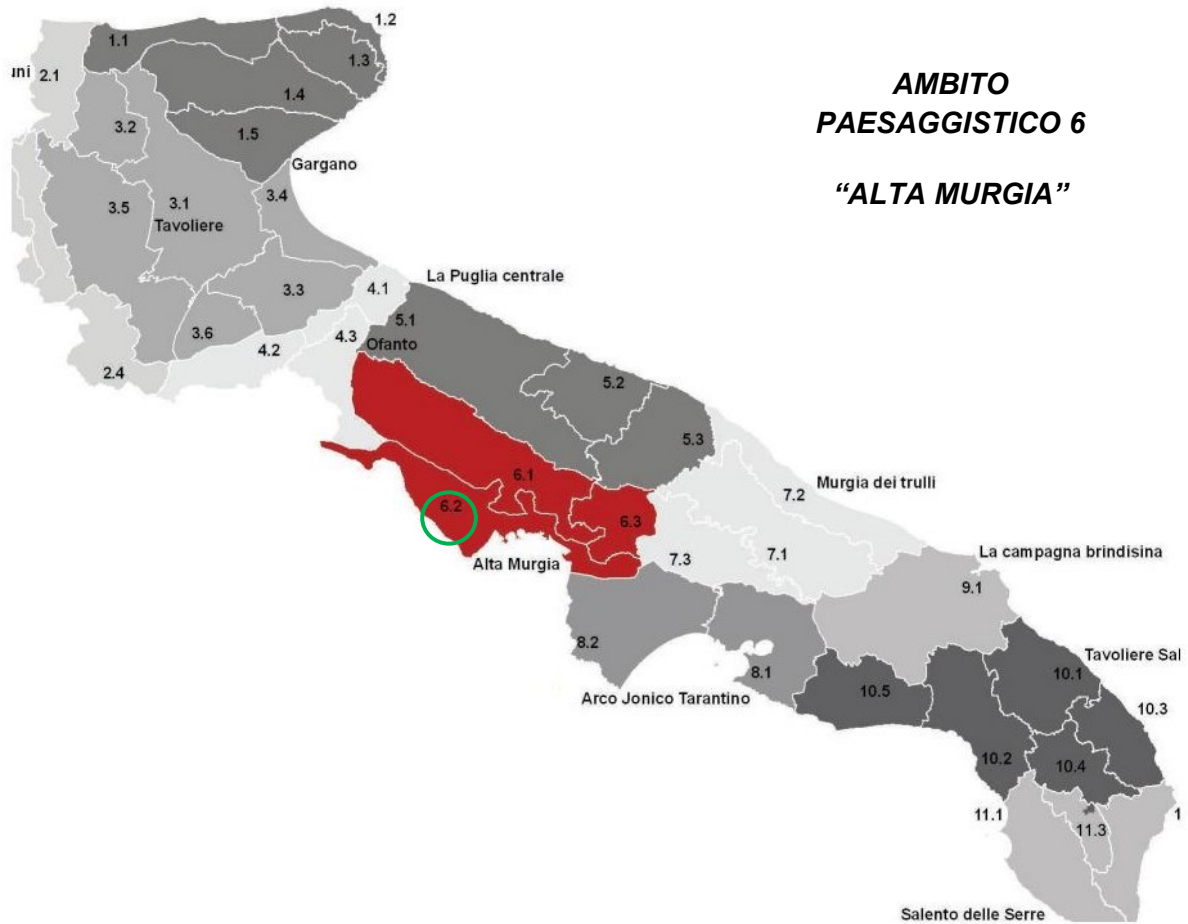 1.2
1.1
1.3
uni
2.1
1.4
AMBITO
PAESAGGISTICO 6
3.2
1.5
Gargano
“ALTA MURGIA”
3.4
3.5
3.1
Tavoliere
La Puglia centrale
4.1
3.3
5.1
3.6
4.3
Ofanto
4.2
2.4
5.2
5.3
6.1
Murgia dei trulli
7.2
6.2
6.3
La campagna brindisina
Alta Murgia
7.3
7.1
9.1
8.2
Tavoliere Sal
8.1
10.1
10.5
Arco Jonico Tarantino
10.3
10.2
10.4
11.1
1
11.3
Salento delle Serre